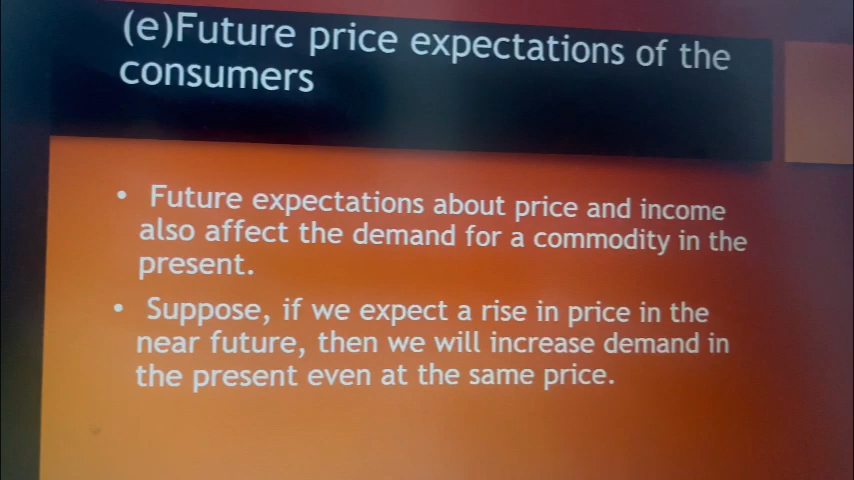 (e)Future price expectations of the
consumers
• Future expectations about price and income
also affect the demand for a commodity in the
present.
• Suppose, if we expect a rise in price in the
near future, then we will increase demand in
the present even at the same price.